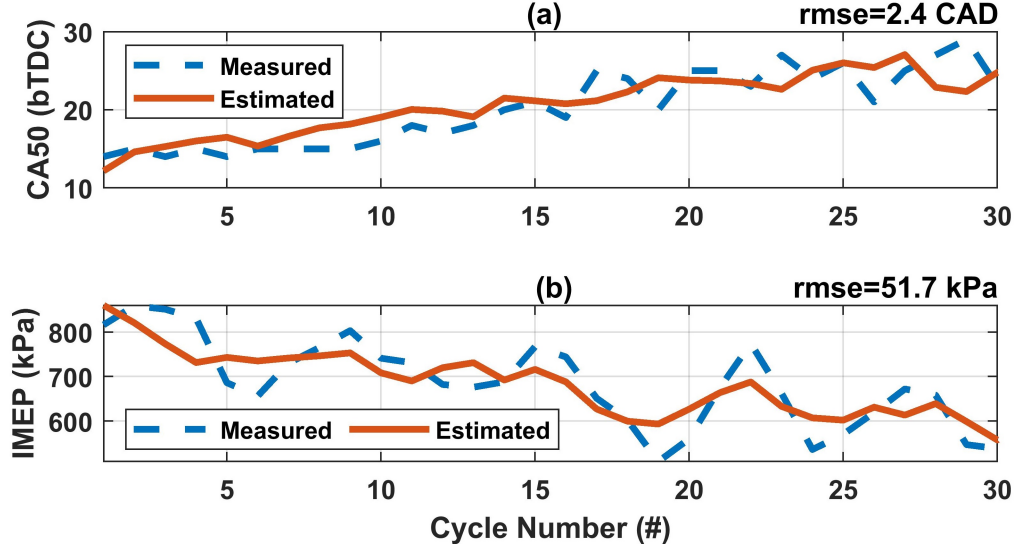 (a)
rmse=2.4 CAD
CA50 (bTDC)
30
20
10
Measured
Estimated
5 10 15 20 25 30
(b)
rmse=51.7 kPa
IMEP (kPa)
800
700
600
Measured Estimated
5 10 15 20 25 30
Cycle Number (#)